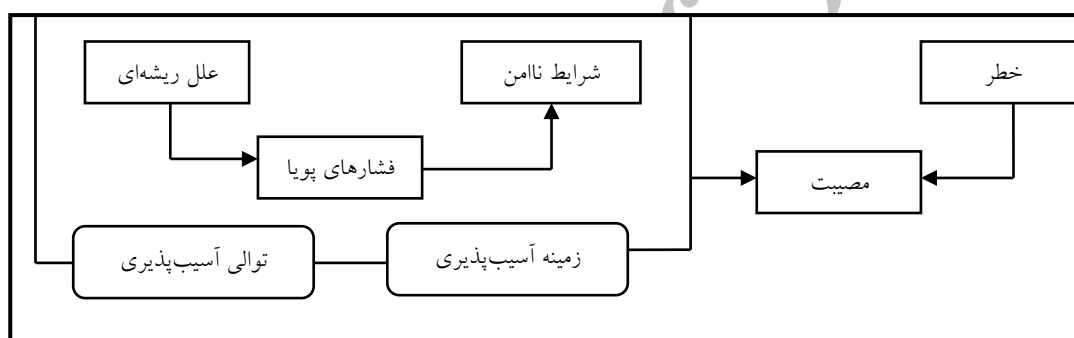 خطر
شرایط ناامن
علل ریشه‌ای
فشارهای پویا
مصیبت
زمینه آسیب‌پذیری
توالی آسیب‌پذیری